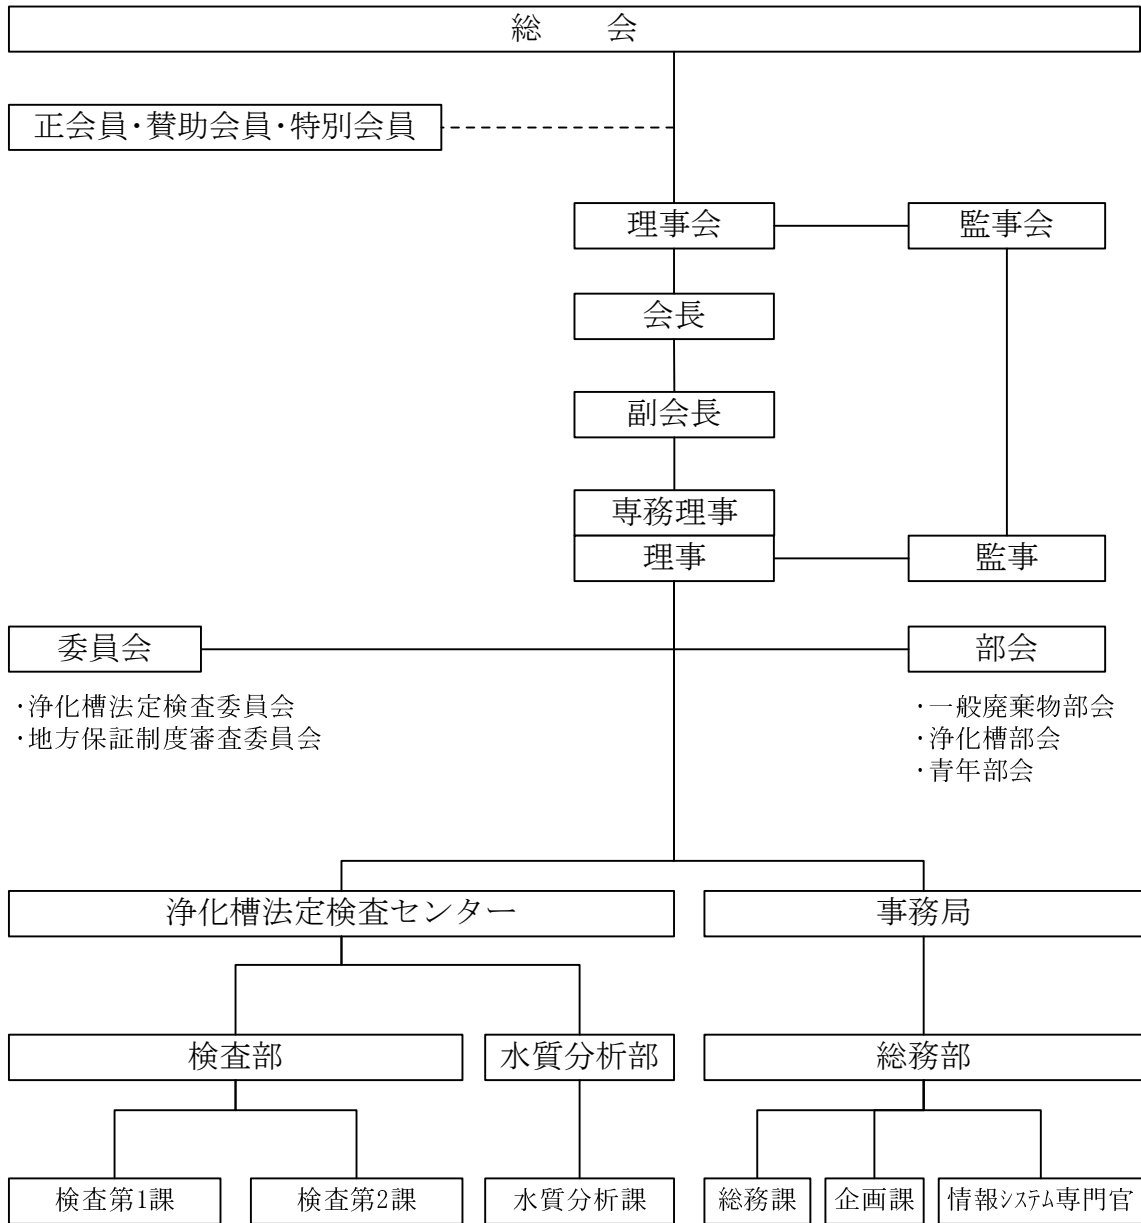 総　会
正会員・賛助会員・特別会員
理事会
監事会
会長
副会長
専務理事
理事
監事
委員会
部会
・浄化槽法定検査委員会
・地方保証制度審査委員会
・一般廃棄物部会
・浄化槽部会
・青年部会
浄化槽法定検査センター
事務局
検査部
水質分析部
総務部
検査第1課
検査第2課
水質分析課
総務課
企画課
情報ｼｽﾃﾑ専門官